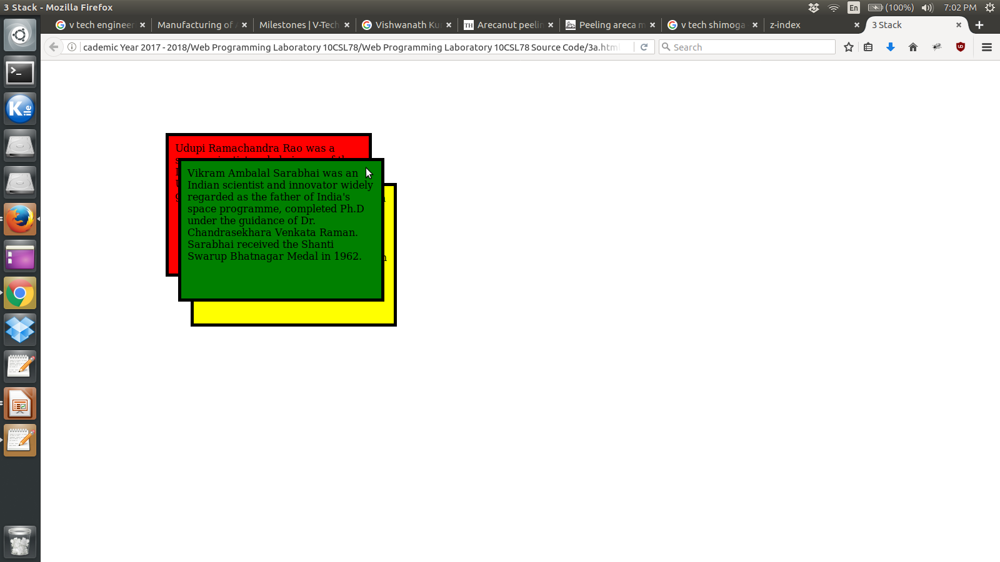 3 Stack - Mozilla Firefox
En (100%) 7:02 PM
v tech engineer
Manufacturing of
Milestones | V-Tech
Vishwanath Ku
TH Arecanut peelin
Peeling areca m
v tech shimoga
z-index
3 Stack
cademic Year 2017 - 2018/Web Programming Laboratory 10CSL78/Web Programming Laboratory 10CSL78 Source Code/3a.html
Search
Kile
Udupi Ramachandra Rao was a
Vikram Ambalal Sarabhai was an
Indian scientist and innovator widely
regarded as the father of India's
space programme, completed Ph.D
under the guidance of Dr.
Chandrasekhara Venkata Raman.
Sarabhai received the Shanti
Swarup Bhatnagar Medal in 1962.